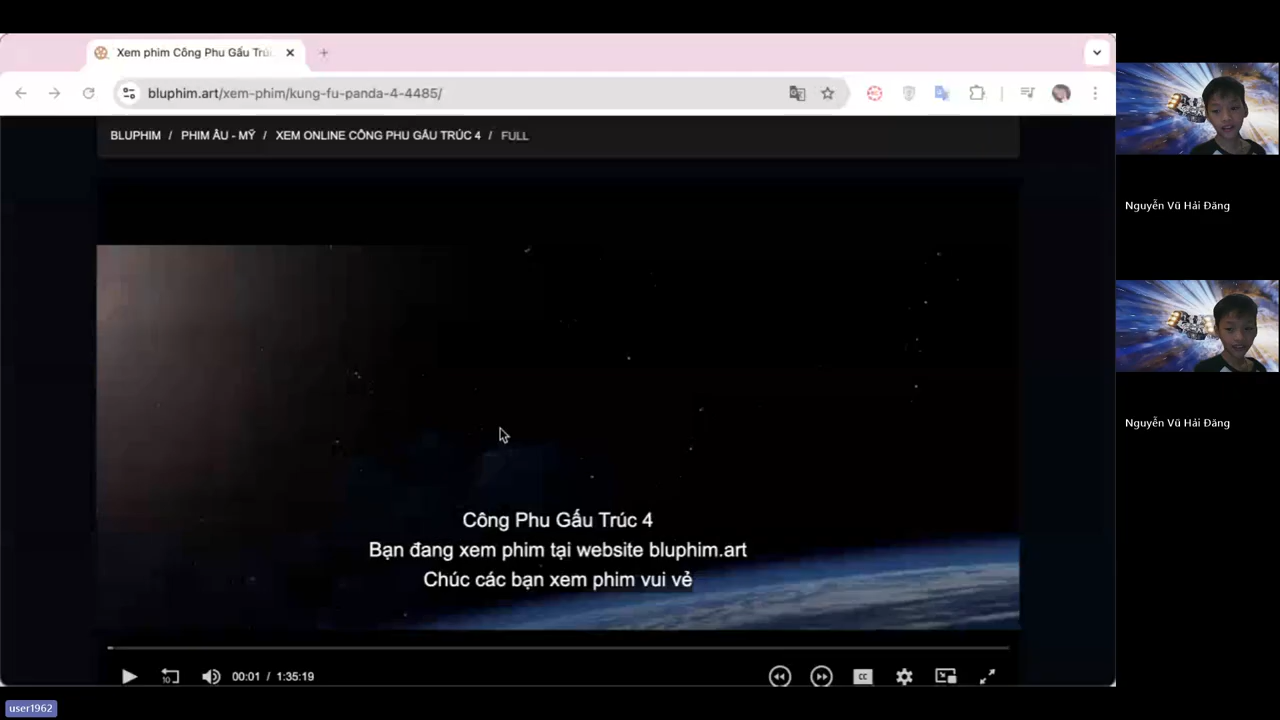 Xem phim Công Phu Gấu Trúc
bluphim.art/xem-phim/kung-fu-panda-4-4485/
BLUPHIM / PHIM ÂU - MỸ / XEM ONLINE CÔNG PHU GẤU TRÚC 4 / FULL
Công Phu Gấu Trúc 4
Bạn đang xem phim tại website bluphim.art
Chúc các bạn xem phim vui vẻ
10
00:01 / 1:35:19
CC
Nguyễn Vũ Hải Đăng
Nguyễn Vũ Hải Đăng
user1962